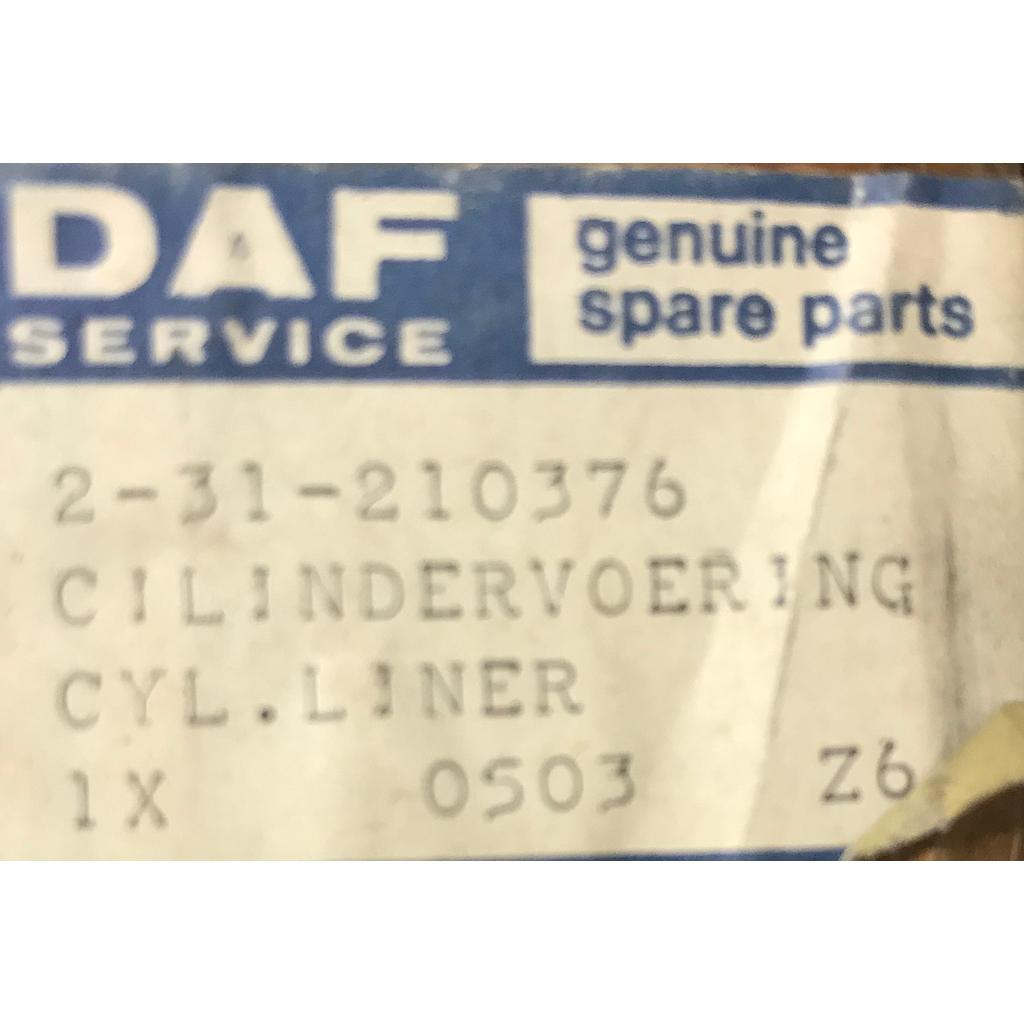 DAF
SERVICE
genuine
spare parts
2-31-210376
CILINDERVOERING
CYL.LINER
1X 0503 Z6